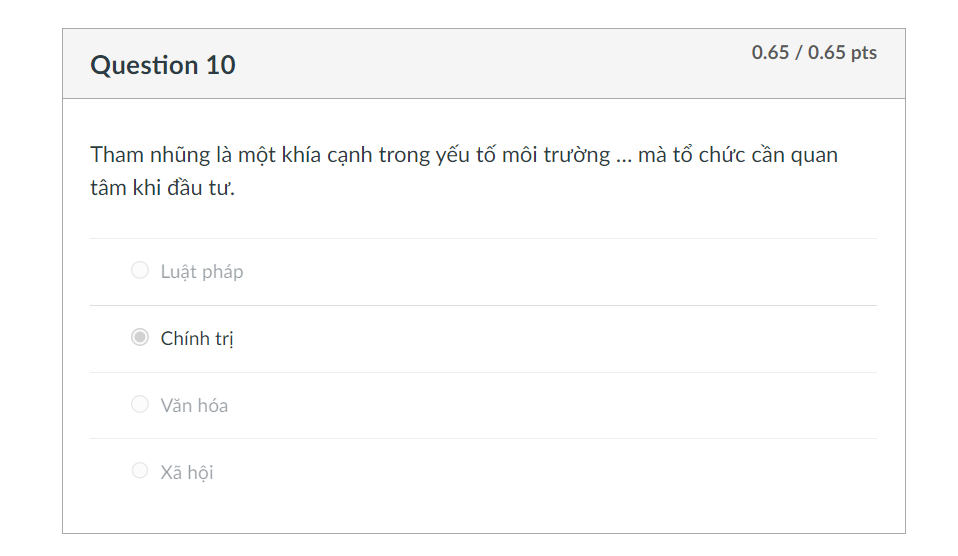 Question 10
0.65 / 0.65 pts
Tham nhũng là một khía cạnh trong yếu tố môi trường ... mà tổ chức cần quan
tâm khi đầu tư.
Luật pháp
Chính trị
Văn hóa
Xã hội